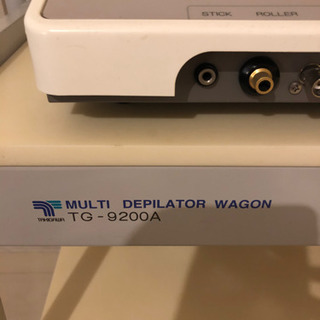 STICK ROLLER
MULTI DEPILATOR WAGON
TG-9200A